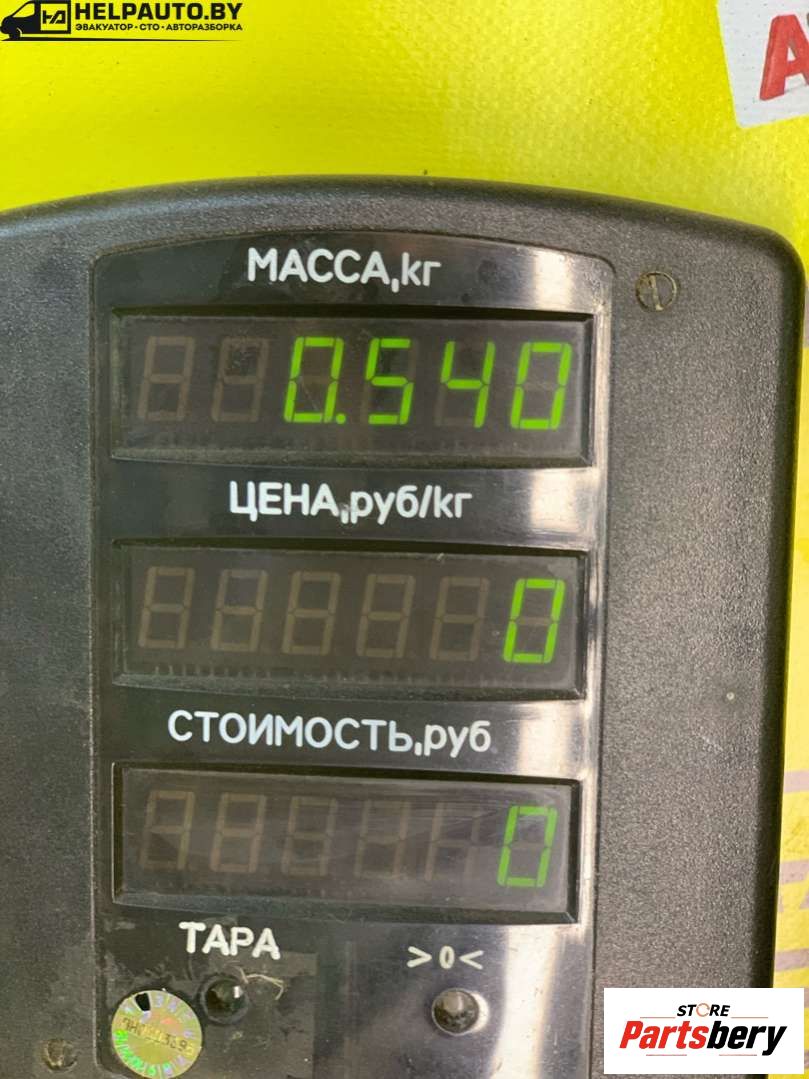 HELPAUTO.BY
ЭВАКУАТОР • СТО • АВТОРАЗБОРКА
МАССА,кг
0.540
ЦЕНА,руб/кг
0
СТОИМОСТЬ,руб
0
ТАРА
>0<
STORE
Partsbery